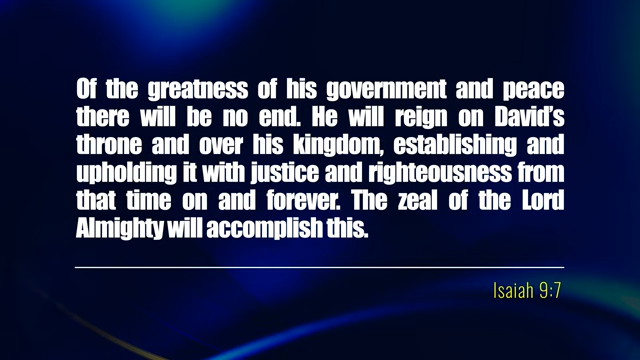 Of the greatness of his government and peace
there will be no end. He will reign on David's
throne and over his kingdom, establishing and
upholding it with justice and righteousness from
that time on and forever. The zeal of the Lord
Almighty will accomplish this.
Isaiah 9:7